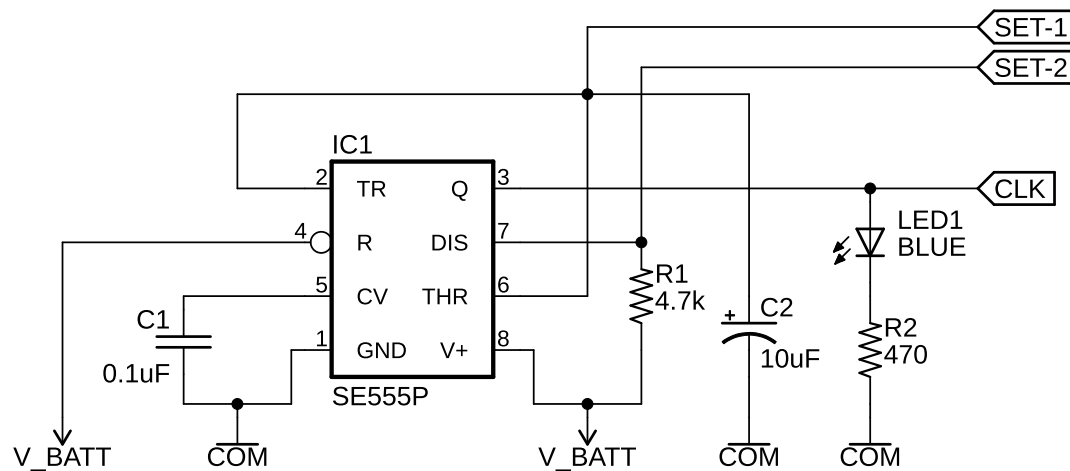 SET-1
SET-2
IC1
2 TR Q 3
CLK
4 R DIS 7
LED1
BLUE
5 CV THR 6
R1
4.7k
C1
0.1uF
1 GND V+ 8
+
C2
10uF
R2
470
SE555P
V_BATT
COM
V_BATT
COM
COM